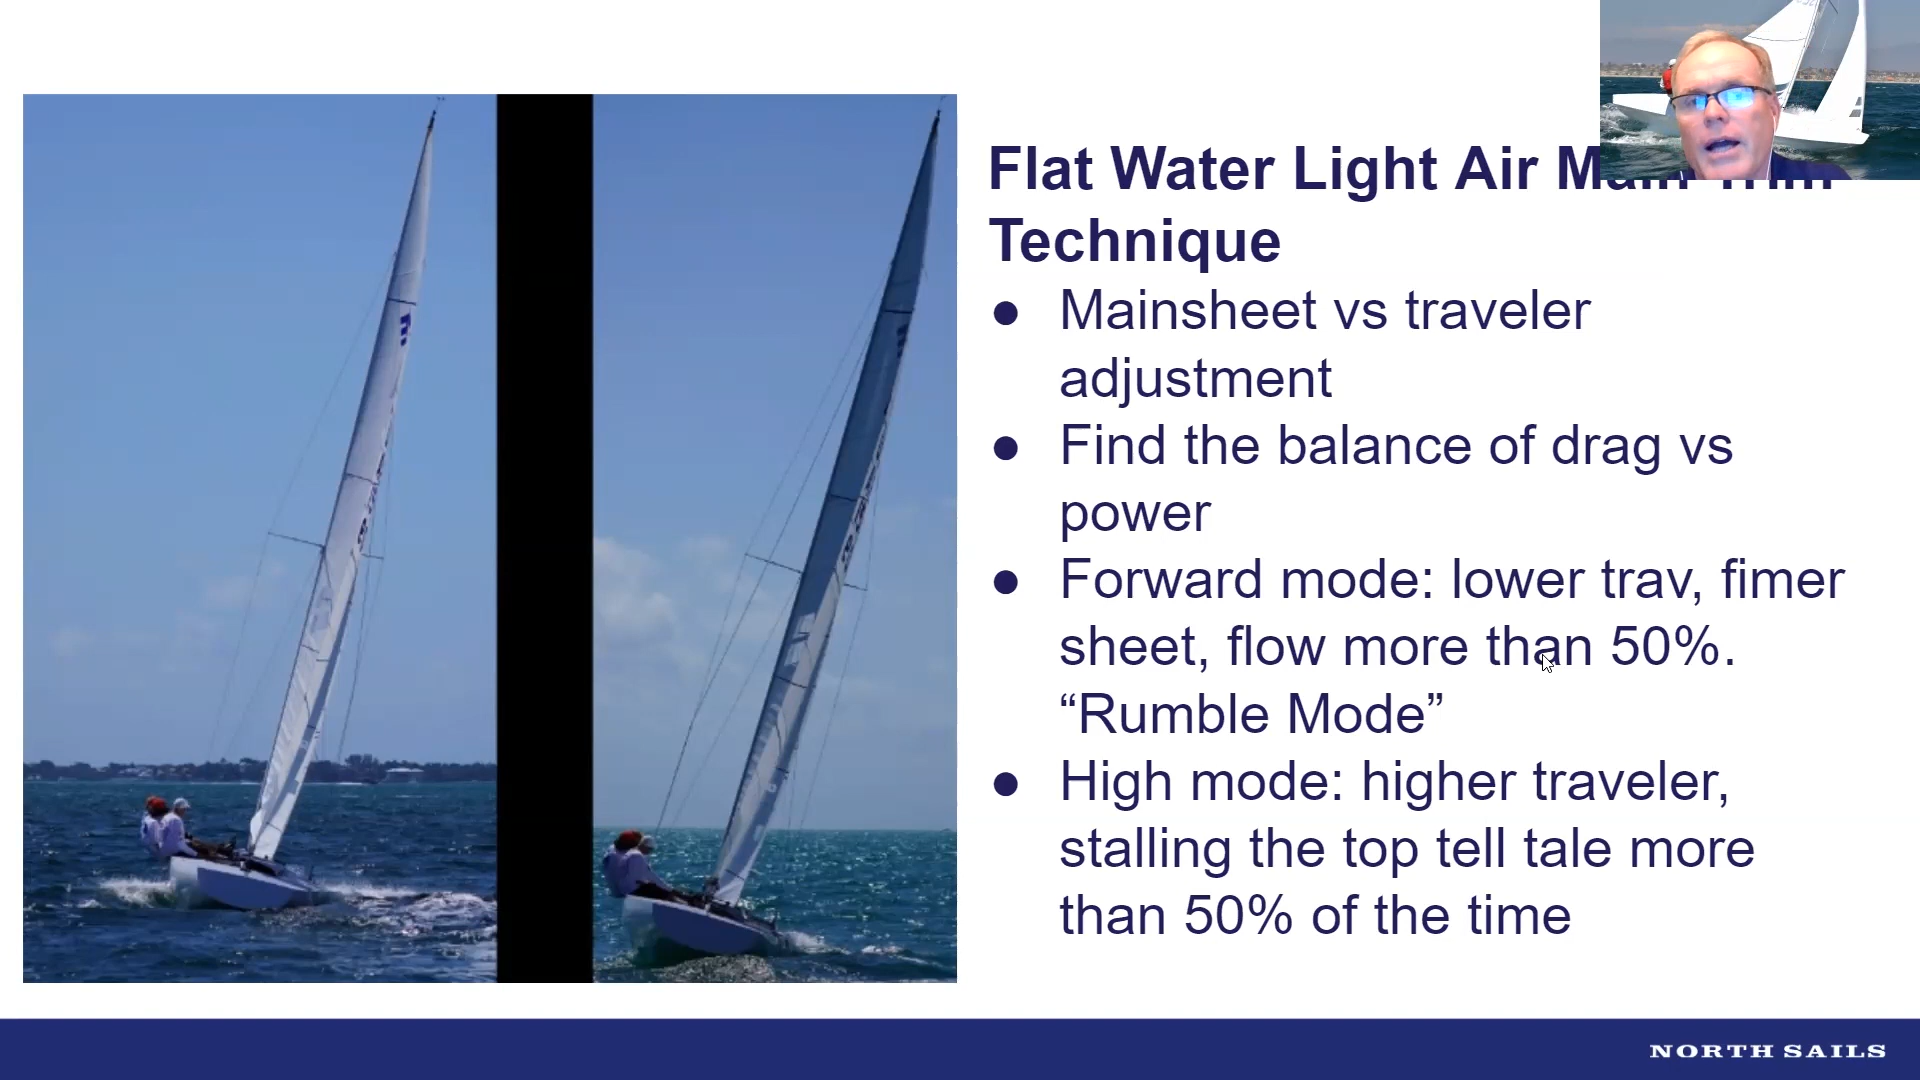 Flat Water Light Air Main Trim
Technique
● Mainsheet vs traveler
adjustment
● Find the balance of drag vs
power
● Forward mode: lower trav, fimer
sheet, flow more than 50%.
“Rumble Mode”
● High mode: higher traveler,
stalling the top tell tale more
than 50% of the time
NORTH SAILS